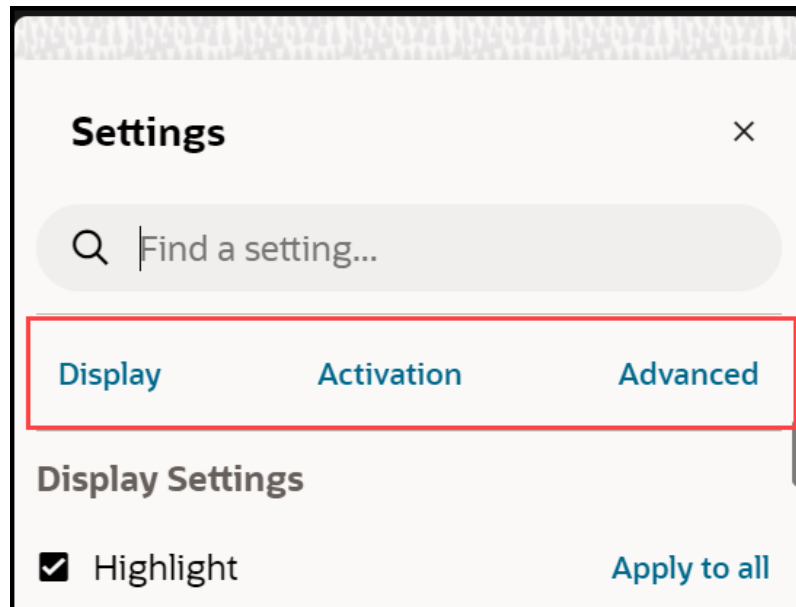 Settings
Find a setting...
Display Activation Advanced
Display Settings
Highlight Apply to all